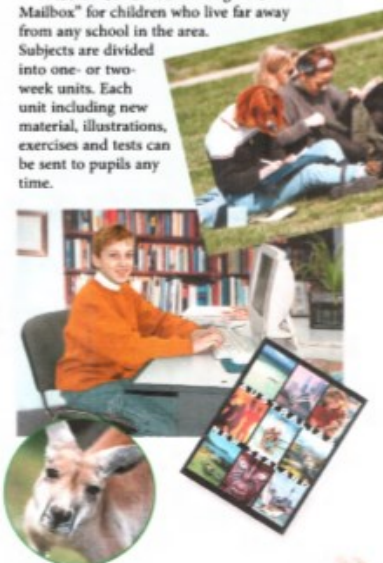 Mailbox" for children who live far away
from any school in the area.
Subjects are divided
into one- or two-
week units. Each
unit including new
material, illustrations,
exercises and tests can
be sent to pupils any
time.